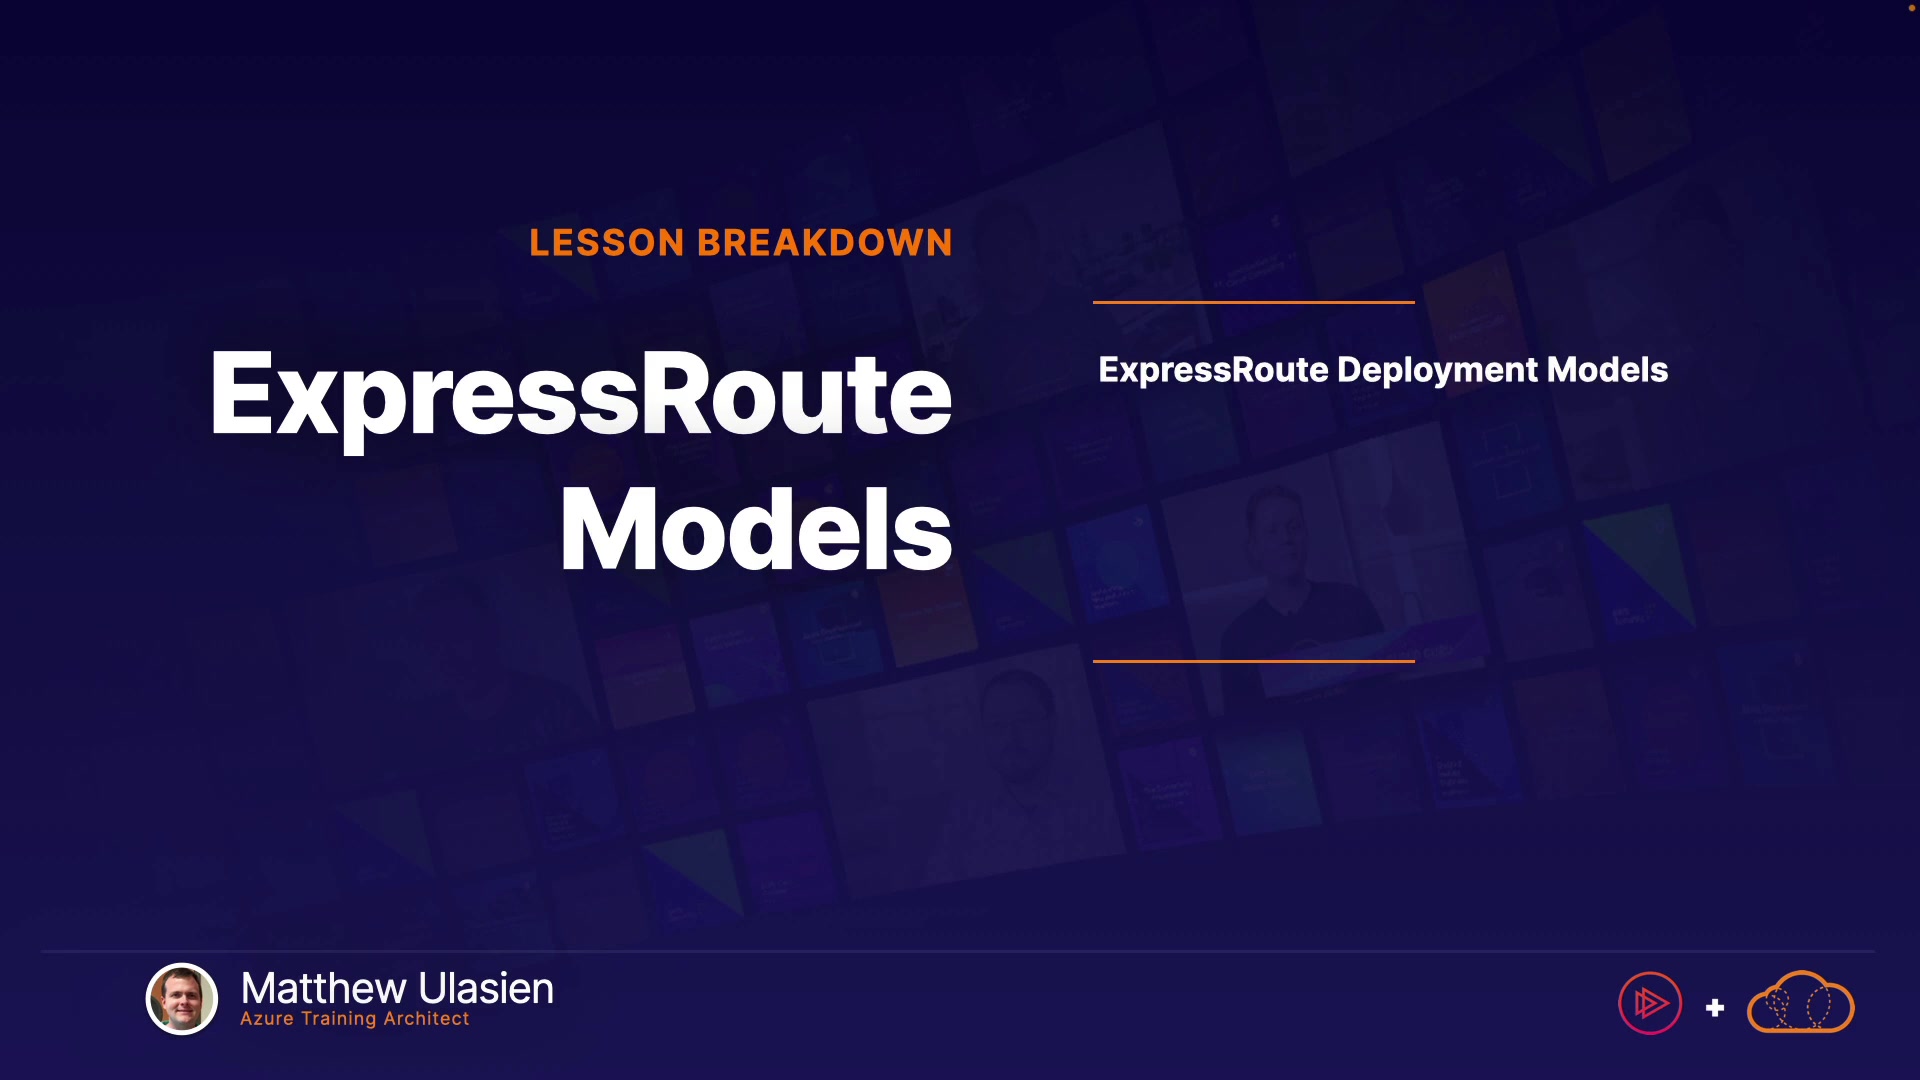 LESSON BREAKDOWN
ExpressRoute
Models
ExpressRoute Deployment Models
Matthew Ulasien
Azure Training Architect